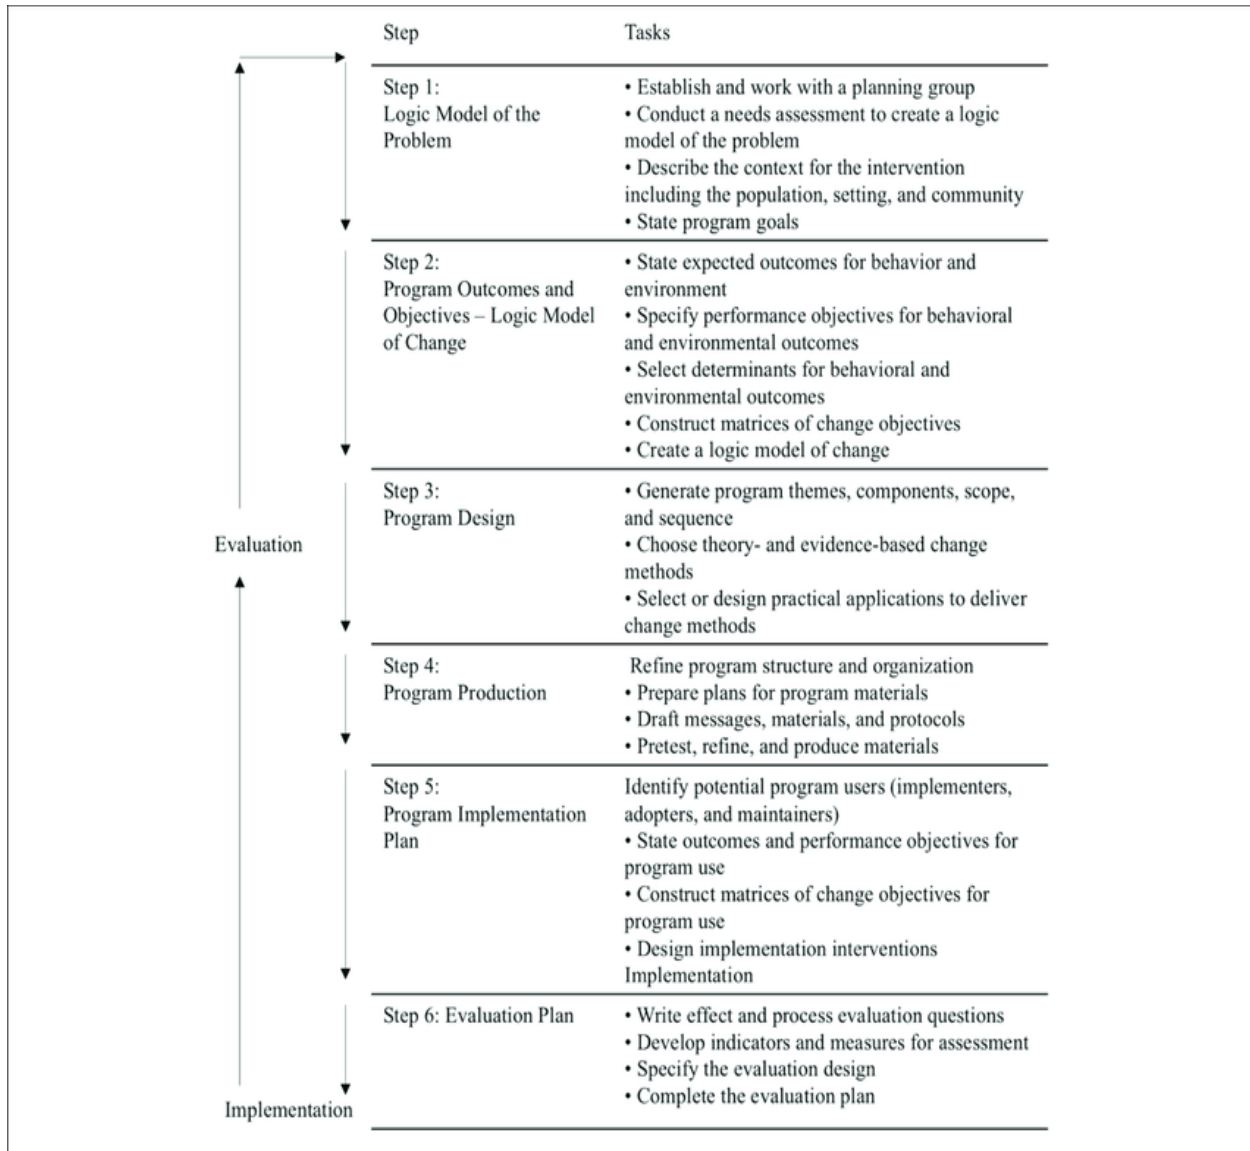 Step Tasks
Step 1:
Logic Model of the
Problem
• Establish and work with a planning group
• Conduct a needs assessment to create a logic
model of the problem
• Describe the context for the intervention
including the population, setting, and community
• State program goals
Step 2:
Program Outcomes and
Objectives – Logic Model
of Change
• State expected outcomes for behavior and
environment
• Specify performance objectives for behavioral
and environmental outcomes
• Select determinants for behavioral and
environmental outcomes
• Construct matrices of change objectives
• Create a logic model of change
Step 3:
Program Design
• Generate program themes, components, scope,
and sequence
• Choose theory- and evidence-based change
methods
• Select or design practical applications to deliver
change methods
Evaluation
Step 4:
Program Production
Refine program structure and organization
• Prepare plans for program materials
• Draft messages, materials, and protocols
• Pretest, refine, and produce materials
Step 5:
Program Implementation
Plan
Identify potential program users (implementers,
adopters, and maintainers)
• State outcomes and performance objectives for
program use
• Construct matrices of change objectives for
program use
• Design implementation interventions
Implementation
Step 6: Evaluation Plan
• Write effect and process evaluation questions
• Develop indicators and measures for assessment
• Specify the evaluation design
• Complete the evaluation plan
Implementation